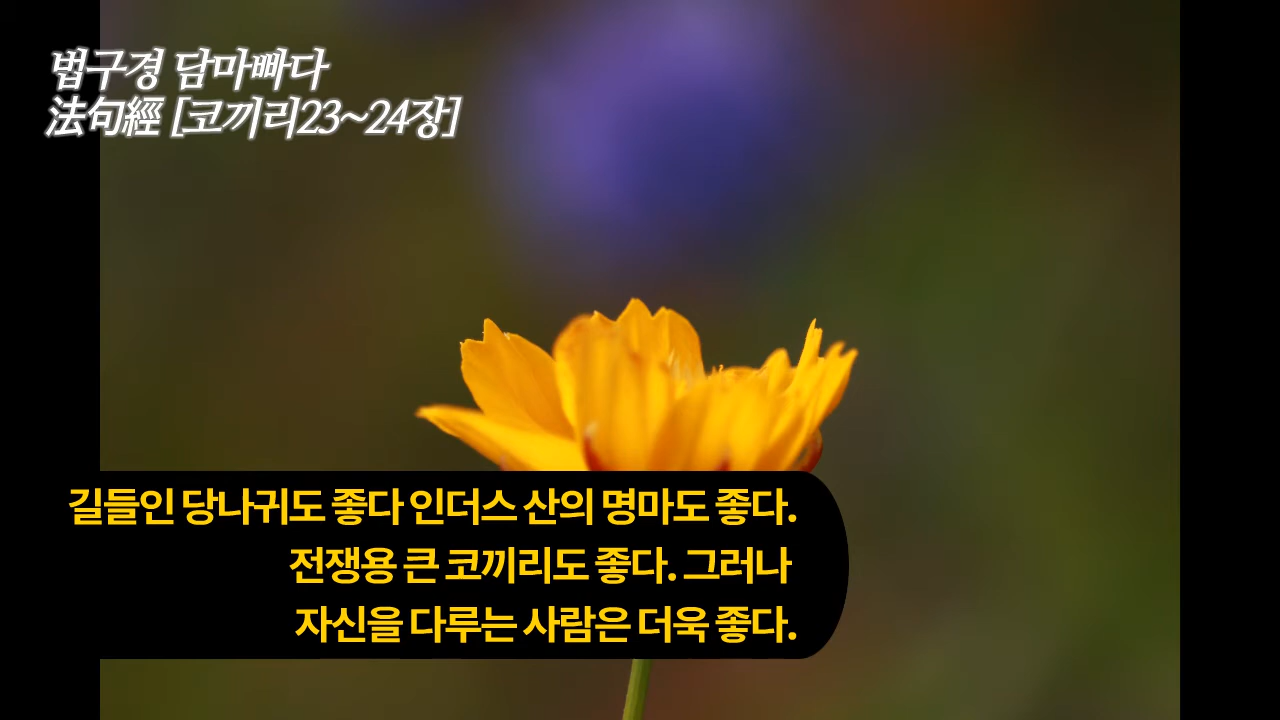 법구경 담마빠다
法句經 [코끼리23~24장]
길들인 당나귀도 좋다 인더스 산의 명마도 좋다.
전쟁용 큰 코끼리도 좋다. 그러나
자신을 다루는 사람은 더욱 좋다.